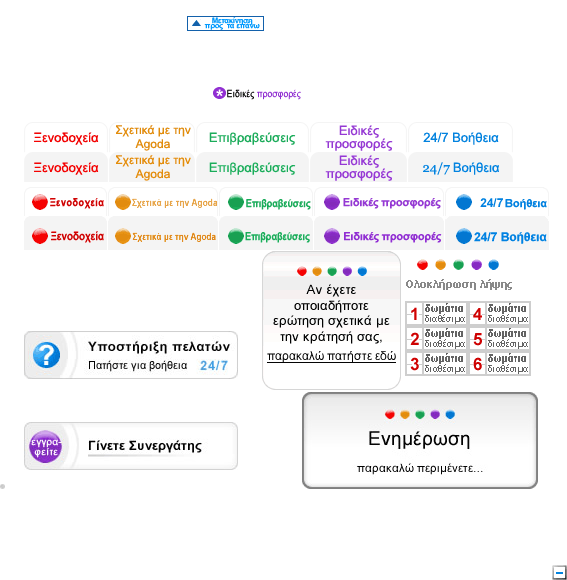 Μετακίνηση
προς τα επάνω
Ειδικές προσφορές
Ξενοδοχεία
Σχετικά με την
Agoda
Επιβραβεύσεις
Ειδικές
προσφορές
24/7 Βοήθεια
Ξενοδοχεία
Σχετικά με την
Agoda
Επιβραβεύσεις
Ειδικές
προσφορές
24/7 Βοήθεια
Ξενοδοχεία
Σχετικά με την Agoda
Επιβραβεύσεις
Ειδικές προσφορές
24/7 Βοήθεια
Ξενοδοχεία
Σχετικά με την Agoda
Επιβραβεύσεις
Ειδικές προσφορές
24/7 Βοήθεια
Αν έχετε
οποιαδήποτε
ερώτηση σχετικά με
την κράτησή σας,
παρακαλώ πατήστε εδώ
Ολοκλήρωση λήψης
1 δωμάτια
διαθέσιμα
4 δωμάτια
διαθέσιμα
2 δωμάτια
διαθέσιμα
5 δωμάτια
διαθέσιμα
3 δωμάτια
διαθέσιμα
6 δωμάτια
διαθέσιμα
?
Υποστήριξη πελατών
Πατήστε για βοήθεια 24/7
εγγρα-
φείτε
Γίνετε Συνεργάτης
Ενημέρωση
παρακαλώ περιμένετε...